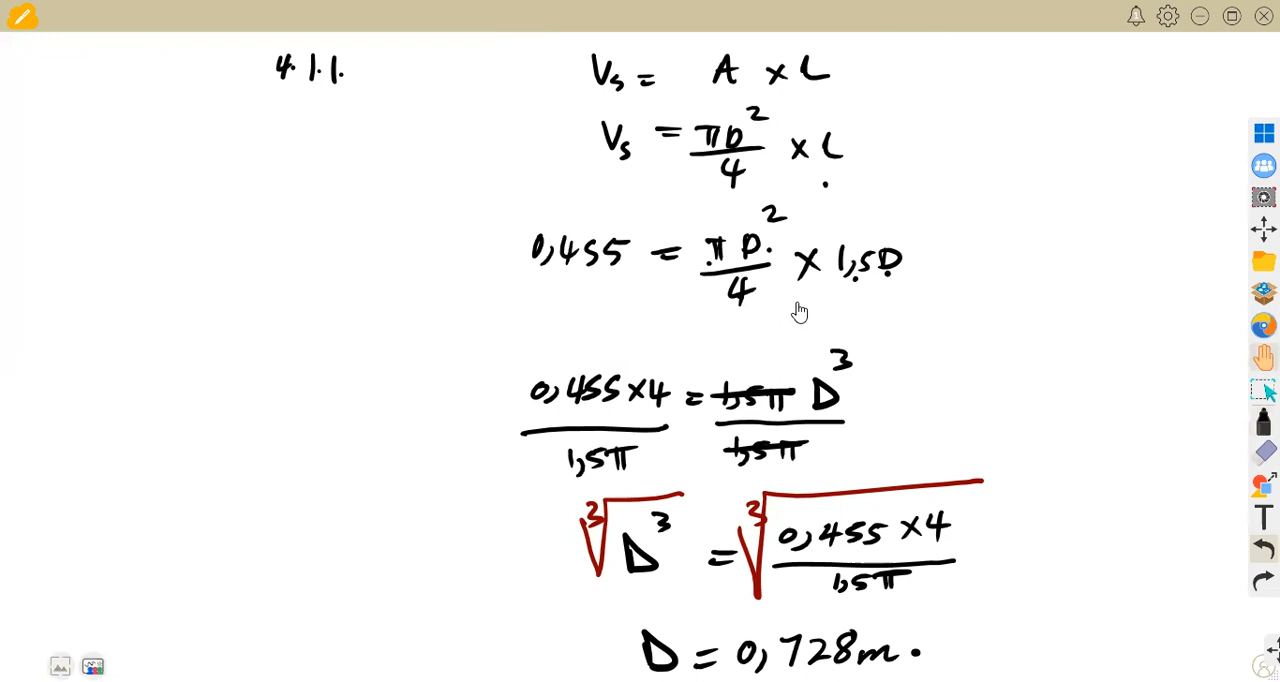 4.1.1. Vs = A × L
Vs = πD²/4 × L
0,455 = πD²/4 × 1,5D
0,455×4/1,5π = 1,5π D³/1,5π
∛D³ = ∛0,455×4/1,5π
D = 0,728m.
T